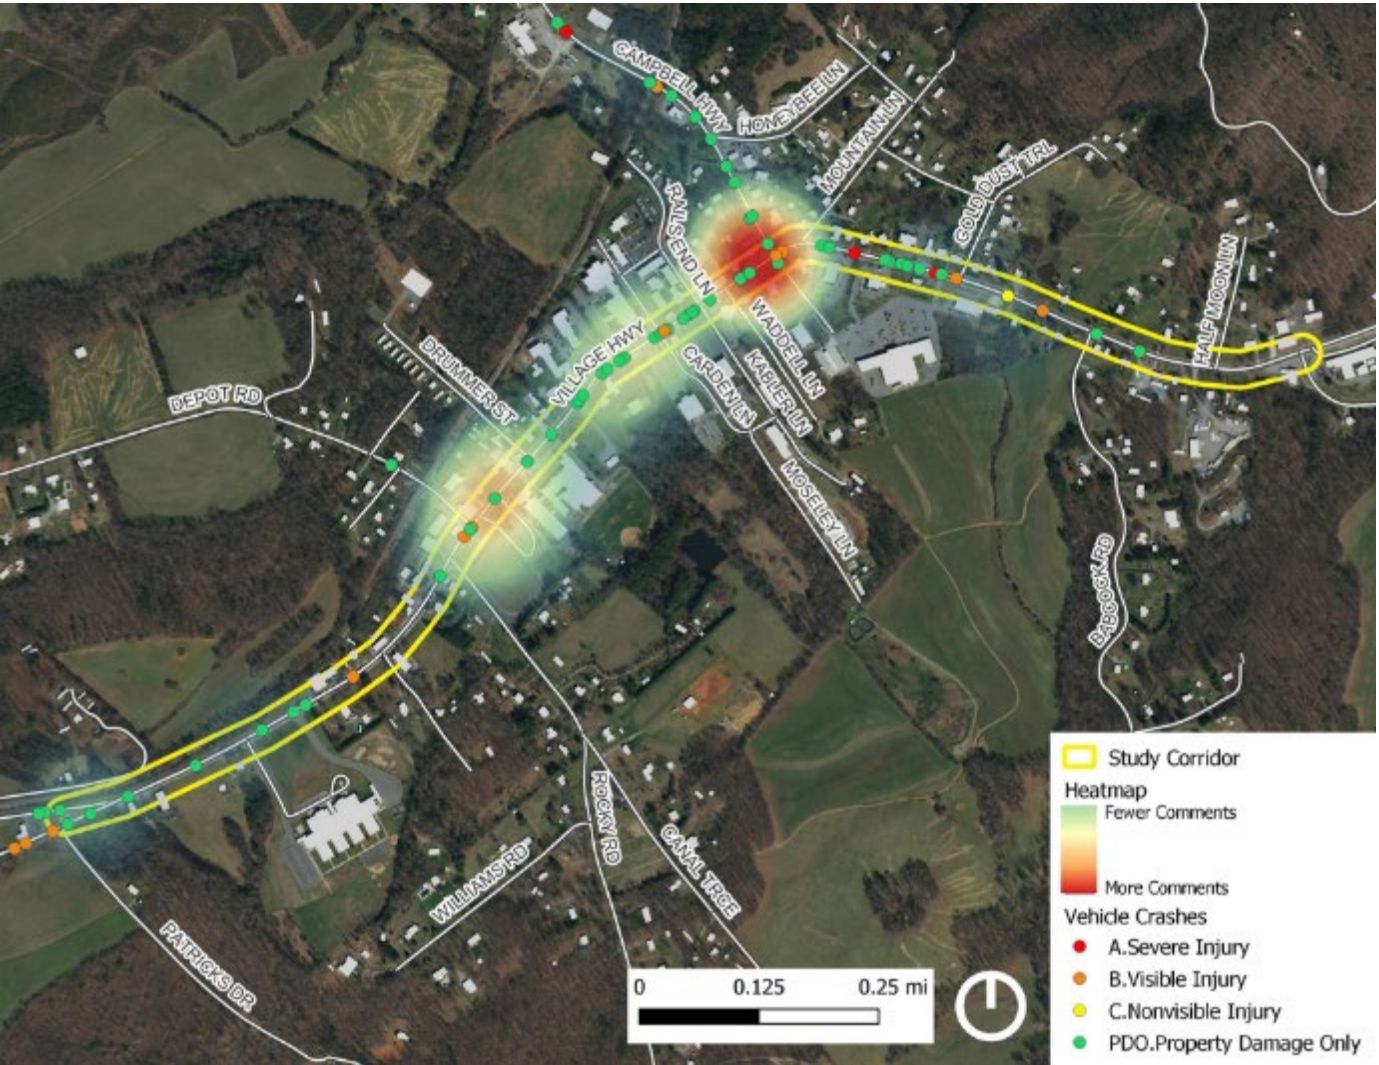 CAMPBELL HWY
HONEYBEE LN
MOUNTAIN LN
GOLD DUST TRL
RAILS END LN
HALF MOON LN
VILLAGE HWY
WADDELL LN
KABLER LN
CARDEN LN
DRUMMER ST
DEPOT RD
MOSELEY LN
BABCOCK RD
ROCKY RD
CANAL TRCE
WILLIAMS RD
PATRICKS DR
0 0.125 0.25 mi
Study Corridor
Heatmap
Fewer Comments
More Comments
Vehicle Crashes
A.Severe Injury
B.Visible Injury
C.Nonvisible Injury
PDO.Property Damage Only